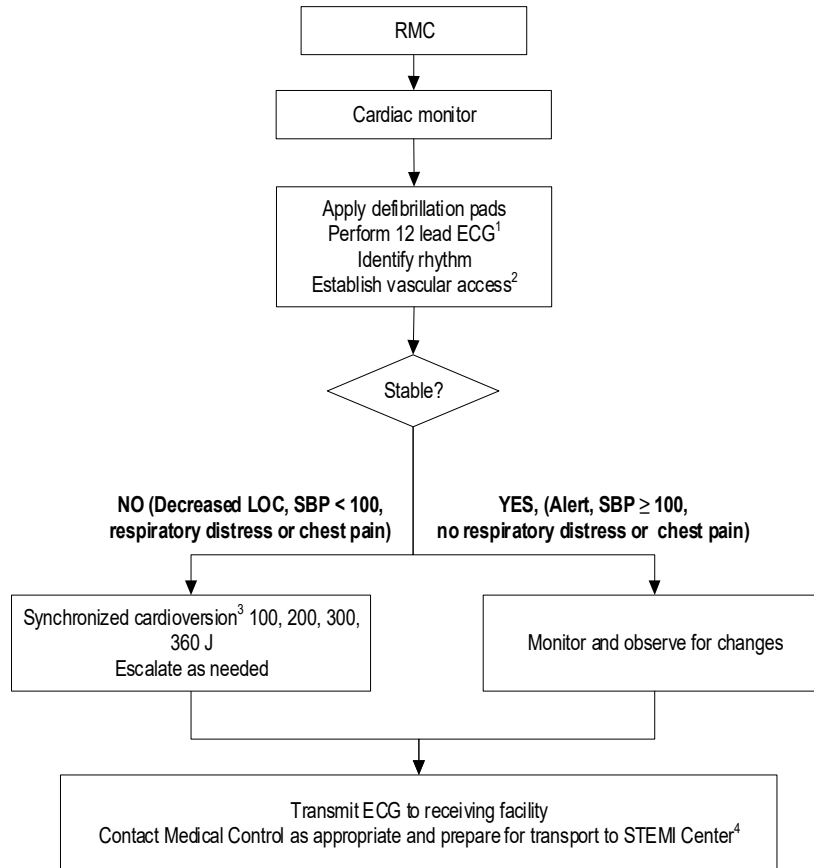 RMC
Cardiac monitor
Apply defibrillation pads
Perform 12 lead ECG¹
Identify rhythm
Establish vascular access²
Stable?
NO (Decreased LOC, SBP < 100,
respiratory distress or chest pain)
YES, (Alert, SBP ≥ 100,
no respiratory distress or chest pain)
Synchronized cardioversion³ 100, 200, 300,
360 J
Escalate as needed
Monitor and observe for changes
Transmit ECG to receiving facility
Contact Medical Control as appropriate and prepare for transport to STEMI Center⁴